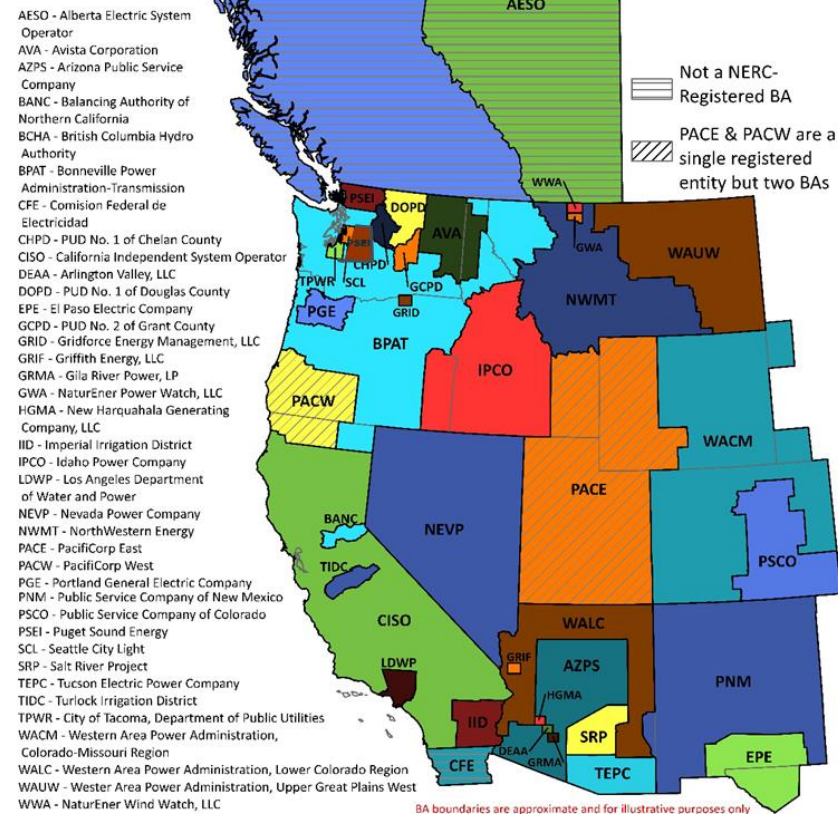 AESO - Alberta Electric System
Operator
AVA - Avista Corporation
AZPS - Arizona Public Service
Company
BANC - Balancing Authority of
Northern California
BCHA - British Columbia Hydro
Authority
BPAT - Bonneville Power
Administration-Transmission
CFE - Comision Federal de
Electricidad
CHPD - PUD No. 1 of Chelan County
CISO - California Independent System Operator
DEAA - Arlington Valley, LLC
DOPD - PUD No. 1 of Douglas County
EPE - El Paso Electric Company
GCPD - PUD No. 2 of Grant County
GRID - Gridforce Energy Management, LLC
GRIF - Griffith Energy, LLC
GRMA - Gila River Power, LP
GWA - NaturEner Power Watch, LLC
HGMA - New Harquahala Generating
Company, LLC
IID - Imperial Irrigation District
IPCO - Idaho Power Company
LDWP - Los Angeles Department
of Water and Power
NEVP - Nevada Power Company
NWMT - NorthWestern Energy
PACE - PacifiCorp East
PACW - PacifiCorp West
PGE - Portland General Electric Company
PNM - Public Service Company of New Mexico
PSCO - Public Service Company of Colorado
PSEI - Puget Sound Energy
SCL - Seattle City Light
SRP - Salt River Project
TEPC - Tucson Electric Power Company
TIDC - Turlock Irrigation District
TPWR - City of Tacoma, Department of Public Utilities
WACM - Western Area Power Administration,
Colorado-Missouri Region
WALC - Western Area Power Administration, Lower Colorado Region
WAUW - Wester Area Power Administration, Upper Great Plains West
WWA - NaturEner Wind Watch, LLC
AESO
Not a NERC-
Registered BA
PACE & PACW are a
single registered
entity but two BAs
WWA
PSEI
DOPD
AVA
GWA
WAUW
PSEI
CHPD
TPWR
SCL
GCPD
NWMT
PGE
GRID
BPAT
IPCO
PACW
WACM
PACE
BANC
NEVP
PSCO
TIDC
CISO
WALC
LDWP
GRIF
AZPS
PNM
HGMA
IID
SRP
DEAA
GRMA
EPE
CFE
TEPC
BA boundaries are approximate and for illustrative purposes only